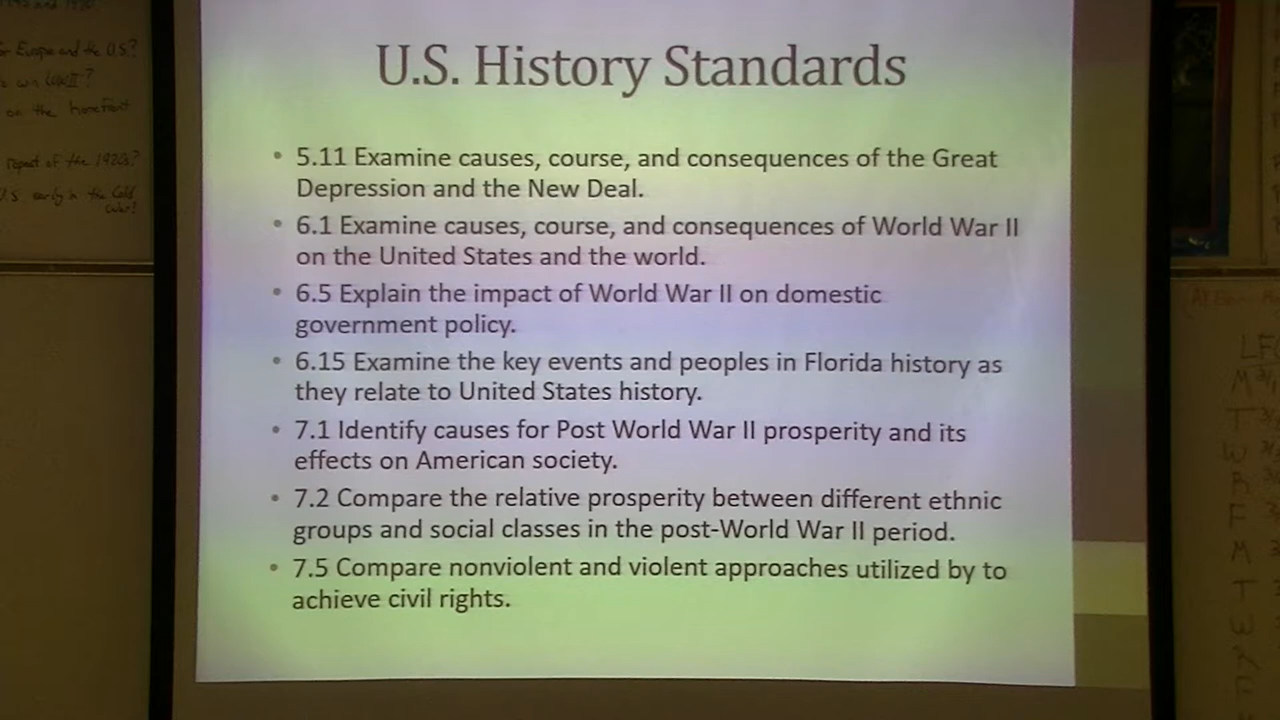 U.S. History Standards
• 5.11 Examine causes, course, and consequences of the Great
Depression and the New Deal.
• 6.1 Examine causes, course, and consequences of World War II
on the United States and the world.
• 6.5 Explain the impact of World War II on domestic
government policy.
• 6.15 Examine the key events and peoples in Florida history as
they relate to United States history.
• 7.1 Identify causes for Post World War II prosperity and its
effects on American society.
• 7.2 Compare the relative prosperity between different ethnic
groups and social classes in the post-World War II period.
• 7.5 Compare nonviolent and violent approaches utilized by to
achieve civil rights.
Europe and the U.S.?
win WWII?
on the homefront
repeat of the 1920s?
U.S. early in the Cold
War?
M
T
W
R
F
M
T
W
R
F